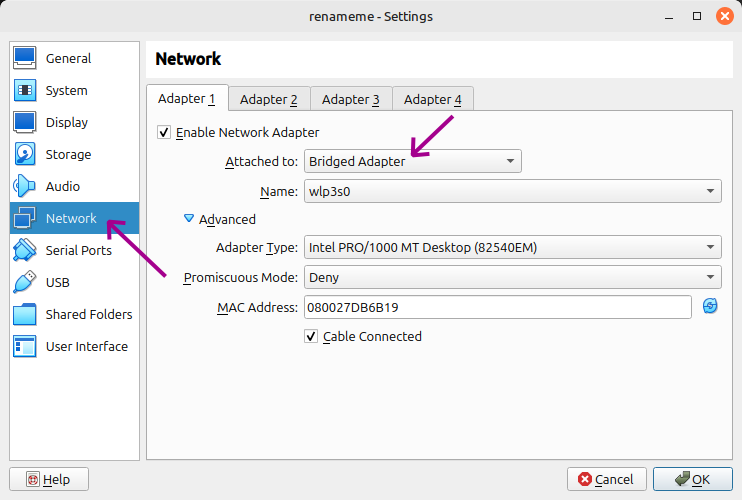 renameme - Settings
General
System
Display
Storage
Audio
Network
Serial Ports
USB
Shared Folders
User Interface
Network
Adapter 1 Adapter 2 Adapter 3 Adapter 4
Enable Network Adapter
Attached to: Bridged Adapter
Name: wlp3s0
Advanced
Adapter Type: Intel PRO/1000 MT Desktop (82540EM)
Promiscuous Mode: Deny
MAC Address: 080027DB6B19
Cable Connected
Help Cancel OK